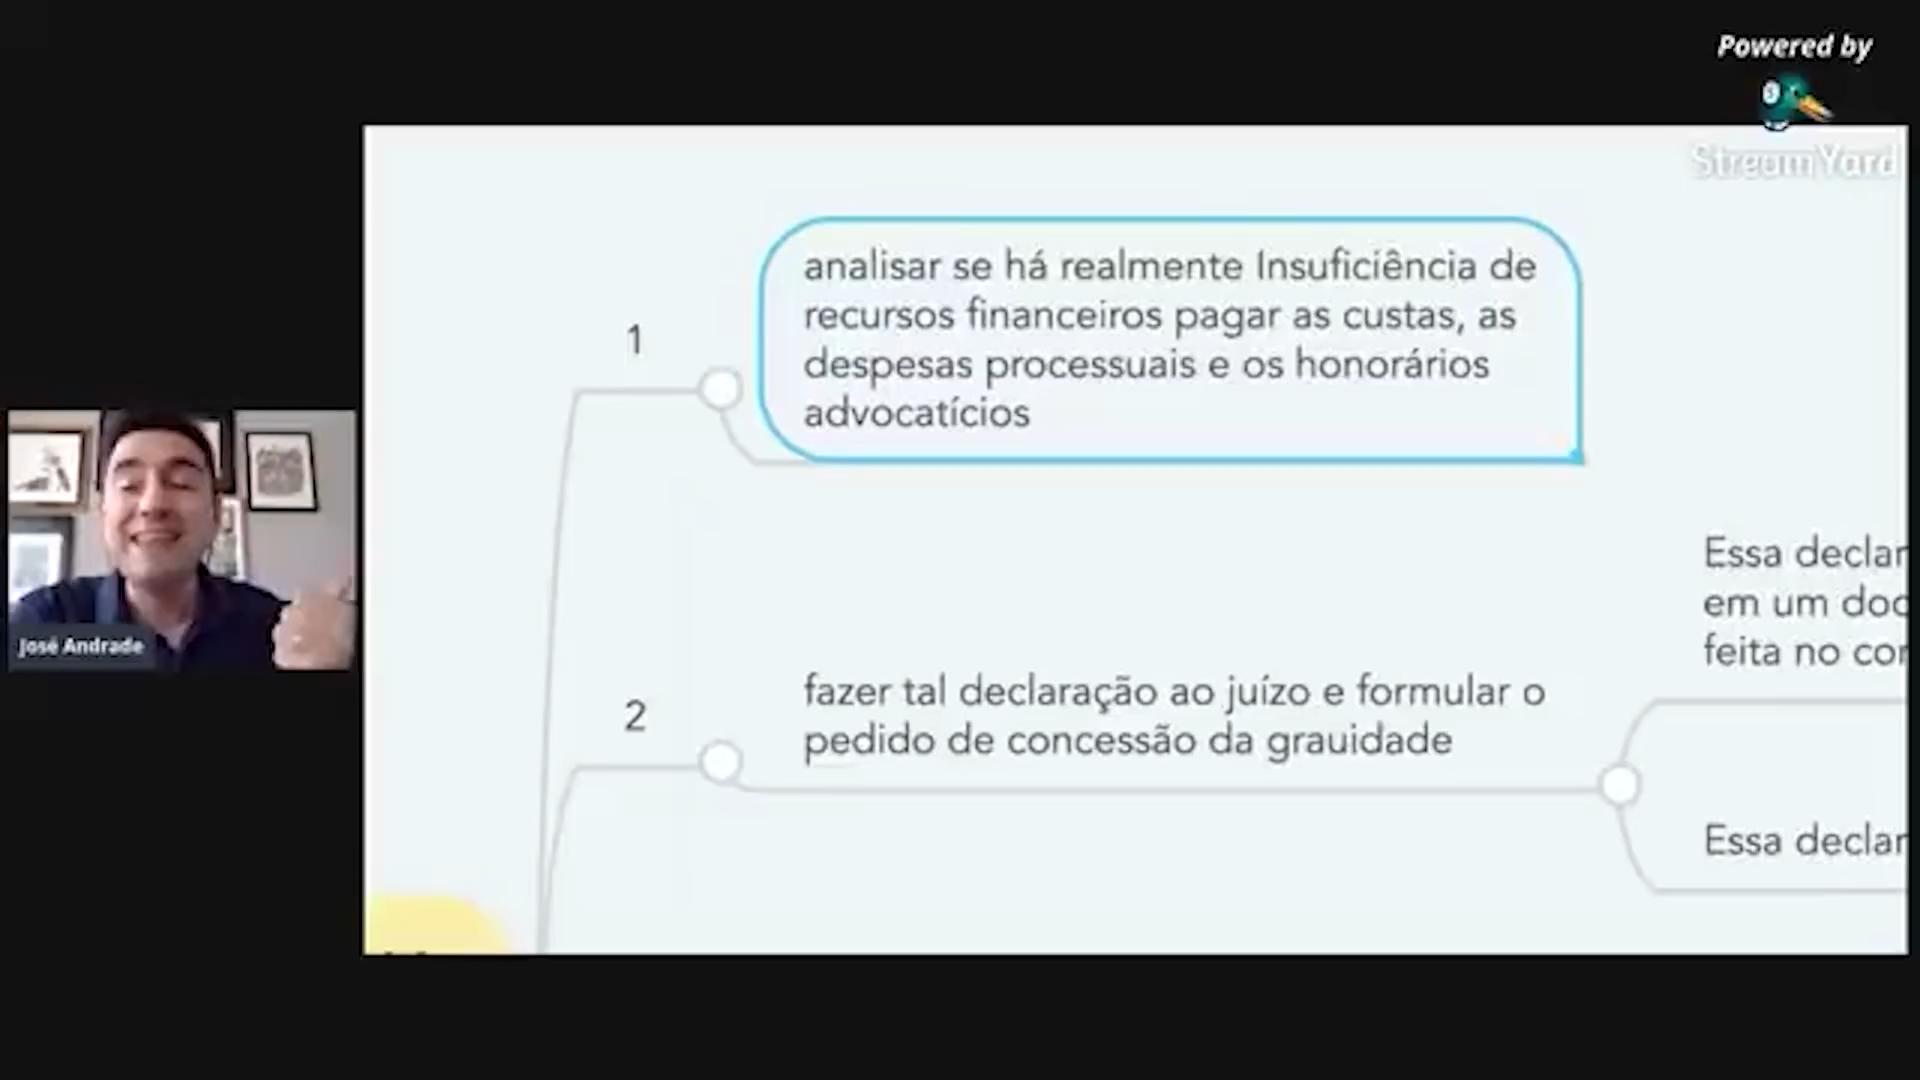 Powered by
StreamYard
1
analisar se há realmente Insuficiência de
recursos financeiros pagar as custas, as
despesas processuais e os honorários
advocatícios
2
fazer tal declaração ao juízo e formular o
pedido de concessão da grauidade
Essa declar
em um doc
feita no cor
Essa declar
José Andrade